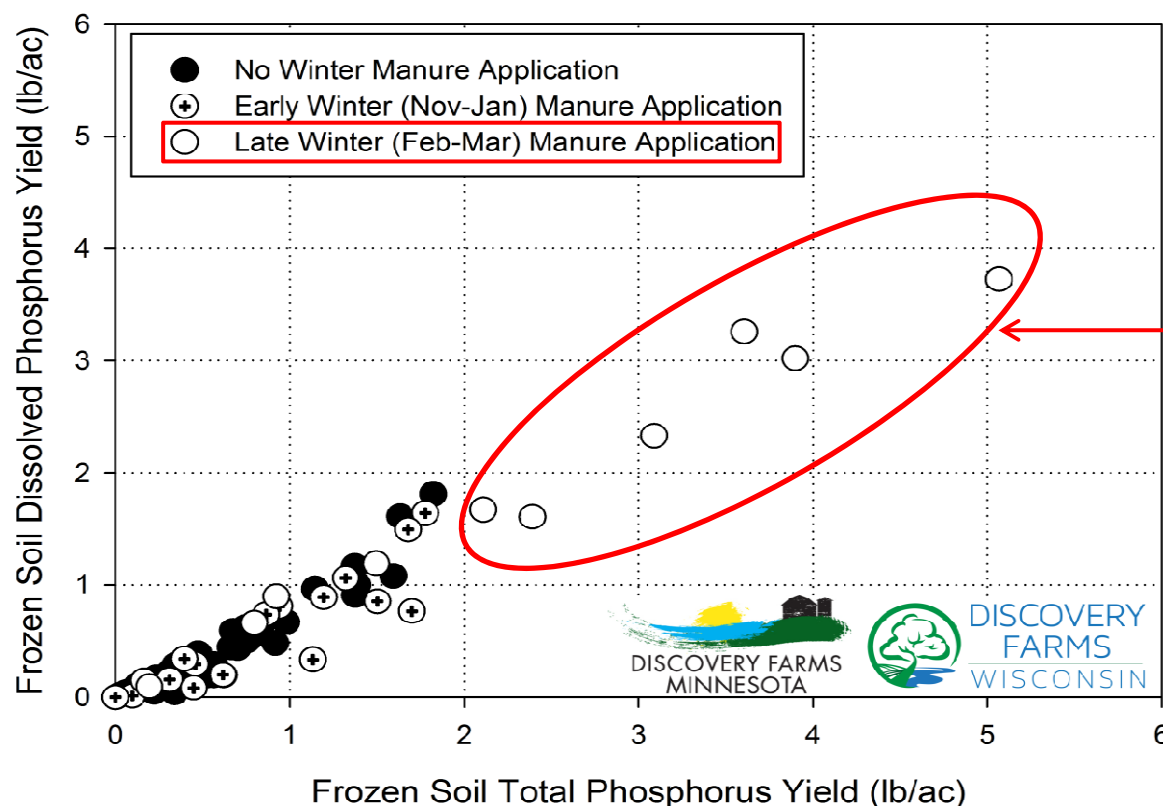 Frozen Soil Dissolved Phosphorus Yield (lb/ac)
6
5
4
3
2
1
0
No Winter Manure Application
Early Winter (Nov-Jan) Manure Application
Late Winter (Feb-Mar) Manure Application
DISCOVERY FARMS
MINNESOTA
DISCOVERY
FARMS
WISCONSIN
0 1 2 3 4 5 6
Frozen Soil Total Phosphorus Yield (lb/ac)